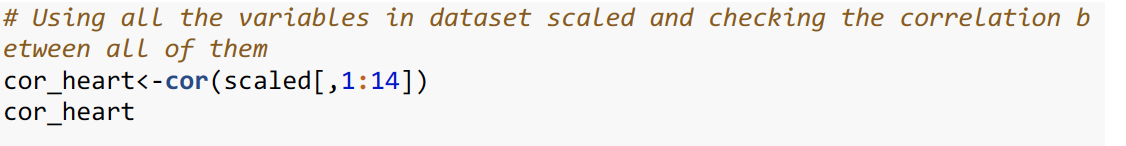 # Using all the variables in dataset scaled and checking the correlation b
etween all of them
cor_heart<-cor(scaled[,1:14])
cor_heart